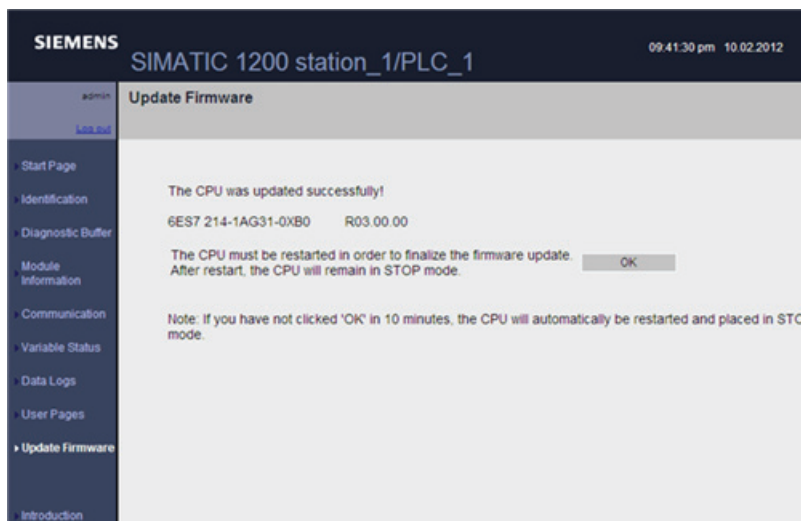 SIEMENS
SIMATIC 1200 station_1/PLC_1
09:41:30 pm 10.02.2012
admin
Log out
Update Firmware
Start Page
Identification
Diagnostic Buffer
Module
Information
Communication
Variable Status
Data Logs
User Pages
Update Firmware
Introduction
The CPU was updated successfully!
6ES7 214-1AG31-0XB0 R03.00.00
The CPU must be restarted in order to finalize the firmware update.
After restart, the CPU will remain in STOP mode.
OK
Note: If you have not clicked 'OK' in 10 minutes, the CPU will automatically be restarted and placed in STO
mode.